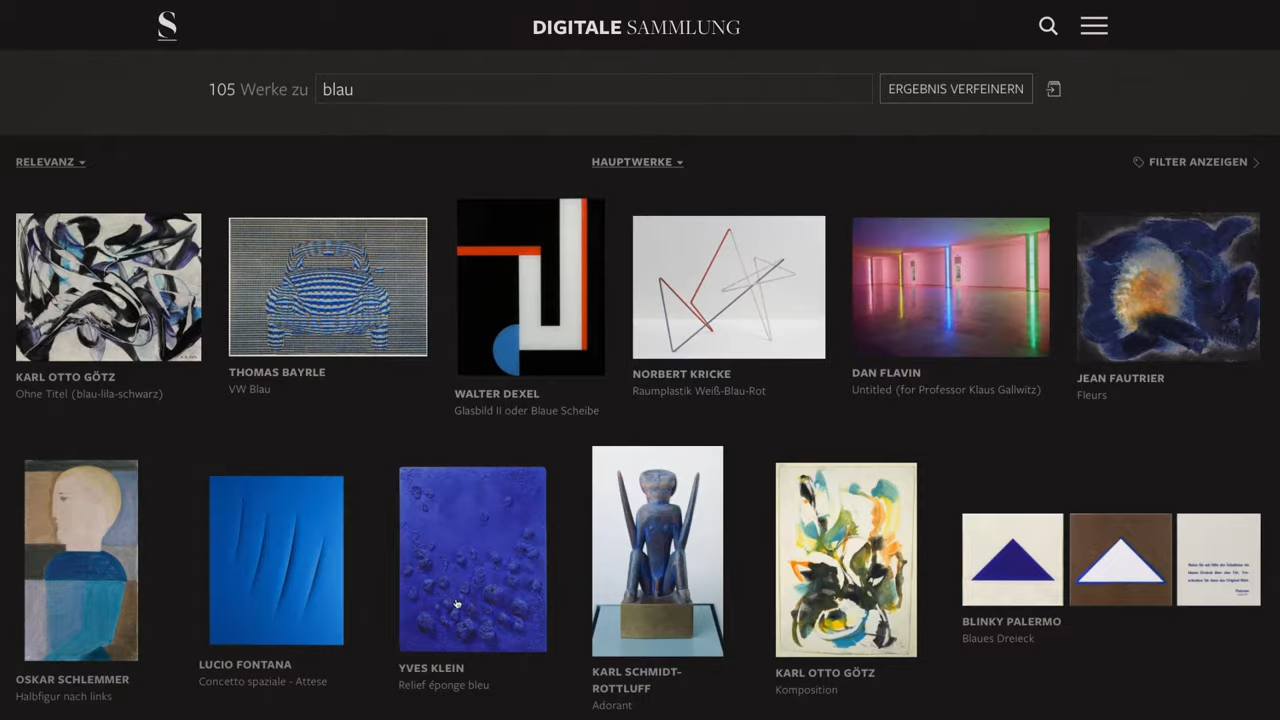 S
DIGITALE SAMMLUNG
105 Werke zu blau ERGEBNIS VERFEINERN
RELEVANZ HAUPTWERKE FILTER ANZEIGEN
KARL OTTO GÖTZ
Ohne Titel (blau-lila-schwarz)
THOMAS BAYRLE
VW Blau
WALTER DEXEL
Glasbild II oder Blaue Scheibe
NORBERT KRICKE
Raumplastik Weiß-Blau-Rot
DAN FLAVIN
Untitled (for Professor Klaus Gallwitz)
JEAN FAUTRIER
Fleurs
OSKAR SCHLEMMER
Halbfigur nach links
LUCIO FONTANA
Concetto spaziale - Attese
YVES KLEIN
Relief éponge bleu
KARL SCHMIDT-
ROTTLUFF
Adorant
KARL OTTO GÖTZ
Komposition
BLINKY PALERMO
Blaues Dreieck